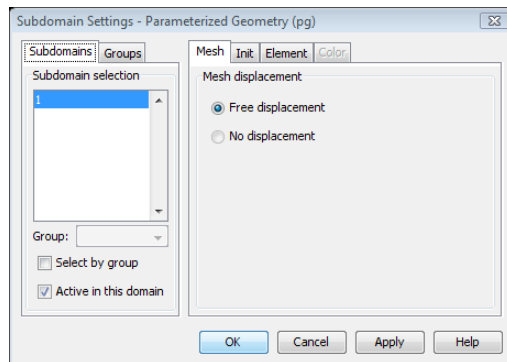 Subdomain Settings - Parameterized Geometry (pg)
Subdomains Groups
Subdomain selection
1
Group:
Select by group
Active in this domain
Mesh Init Element Color
Mesh displacement
Free displacement
No displacement
OK Cancel Apply Help